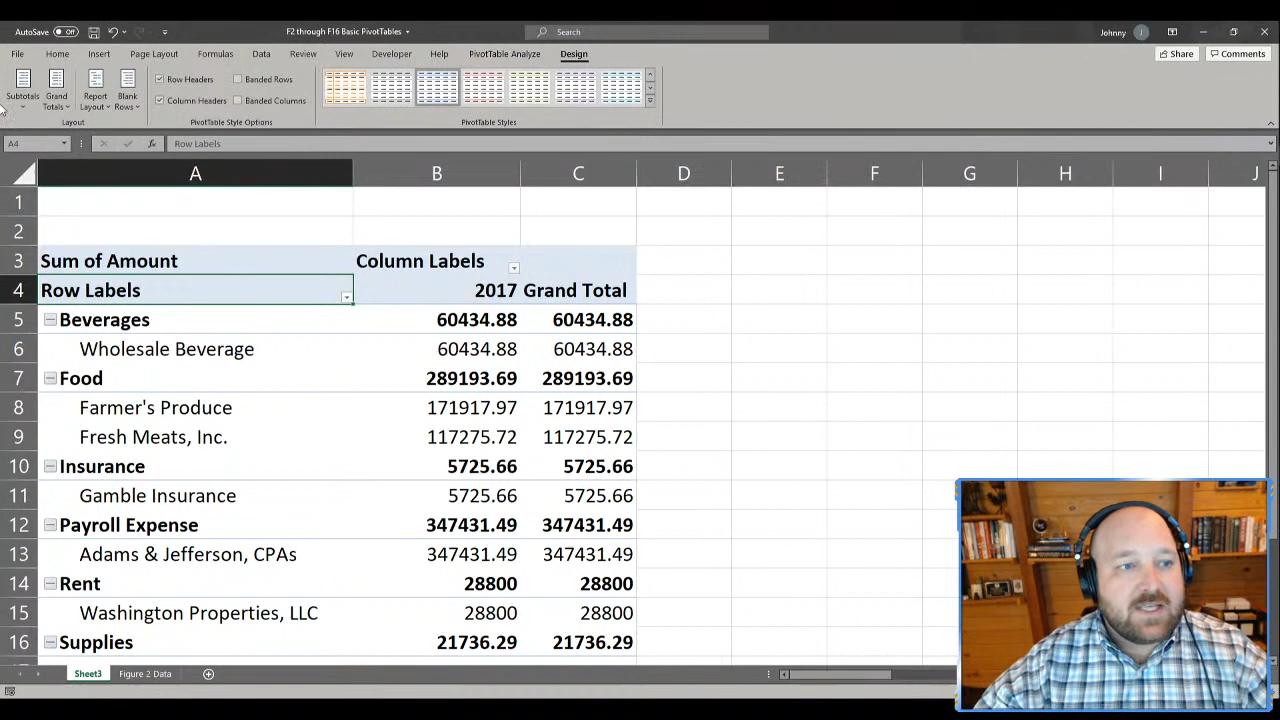 AutoSave Off F2 through F16 Basic PivotTables Search Johnny J
File Home Insert Page Layout Formulas Data Review View Developer Help PivotTable Analyze Design Share Comments
Subtotals Grand Totals Report Layout Blank Rows Row Headers Banded Rows
Column Headers Banded Columns
Layout PivotTable Style Options PivotTable Styles
A4 fx Row Labels
A B C D E F G H I J
1
2
3 Sum of Amount Column Labels
4 Row Labels 2017 Grand Total
5 Beverages 60434.88 60434.88
6 Wholesale Beverage 60434.88 60434.88
7 Food 289193.69 289193.69
8 Farmer's Produce 171917.97 171917.97
9 Fresh Meats, Inc. 117275.72 117275.72
10 Insurance 5725.66 5725.66
11 Gamble Insurance 5725.66 5725.66
12 Payroll Expense 347431.49 347431.49
13 Adams & Jefferson, CPAs 347431.49 347431.49
14 Rent 28800 28800
15 Washington Properties, LLC 28800 28800
16 Supplies 21736.29 21736.29
Sheet3 Figure 2 Data